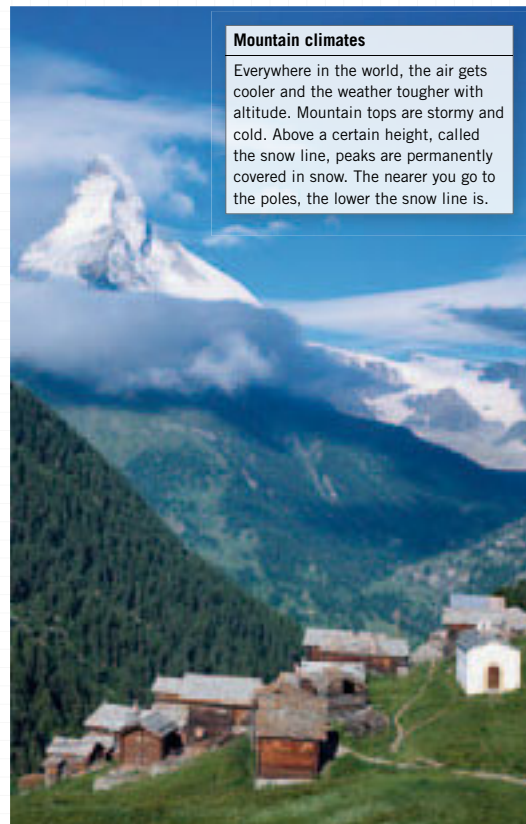 Mountain climates
Everywhere in the world, the air gets
cooler and the weather tougher with
altitude. Mountain tops are stormy and
cold. Above a certain height, called
the snow line, peaks are permanently
covered in snow. The nearer you go to
the poles, the lower the snow line is.